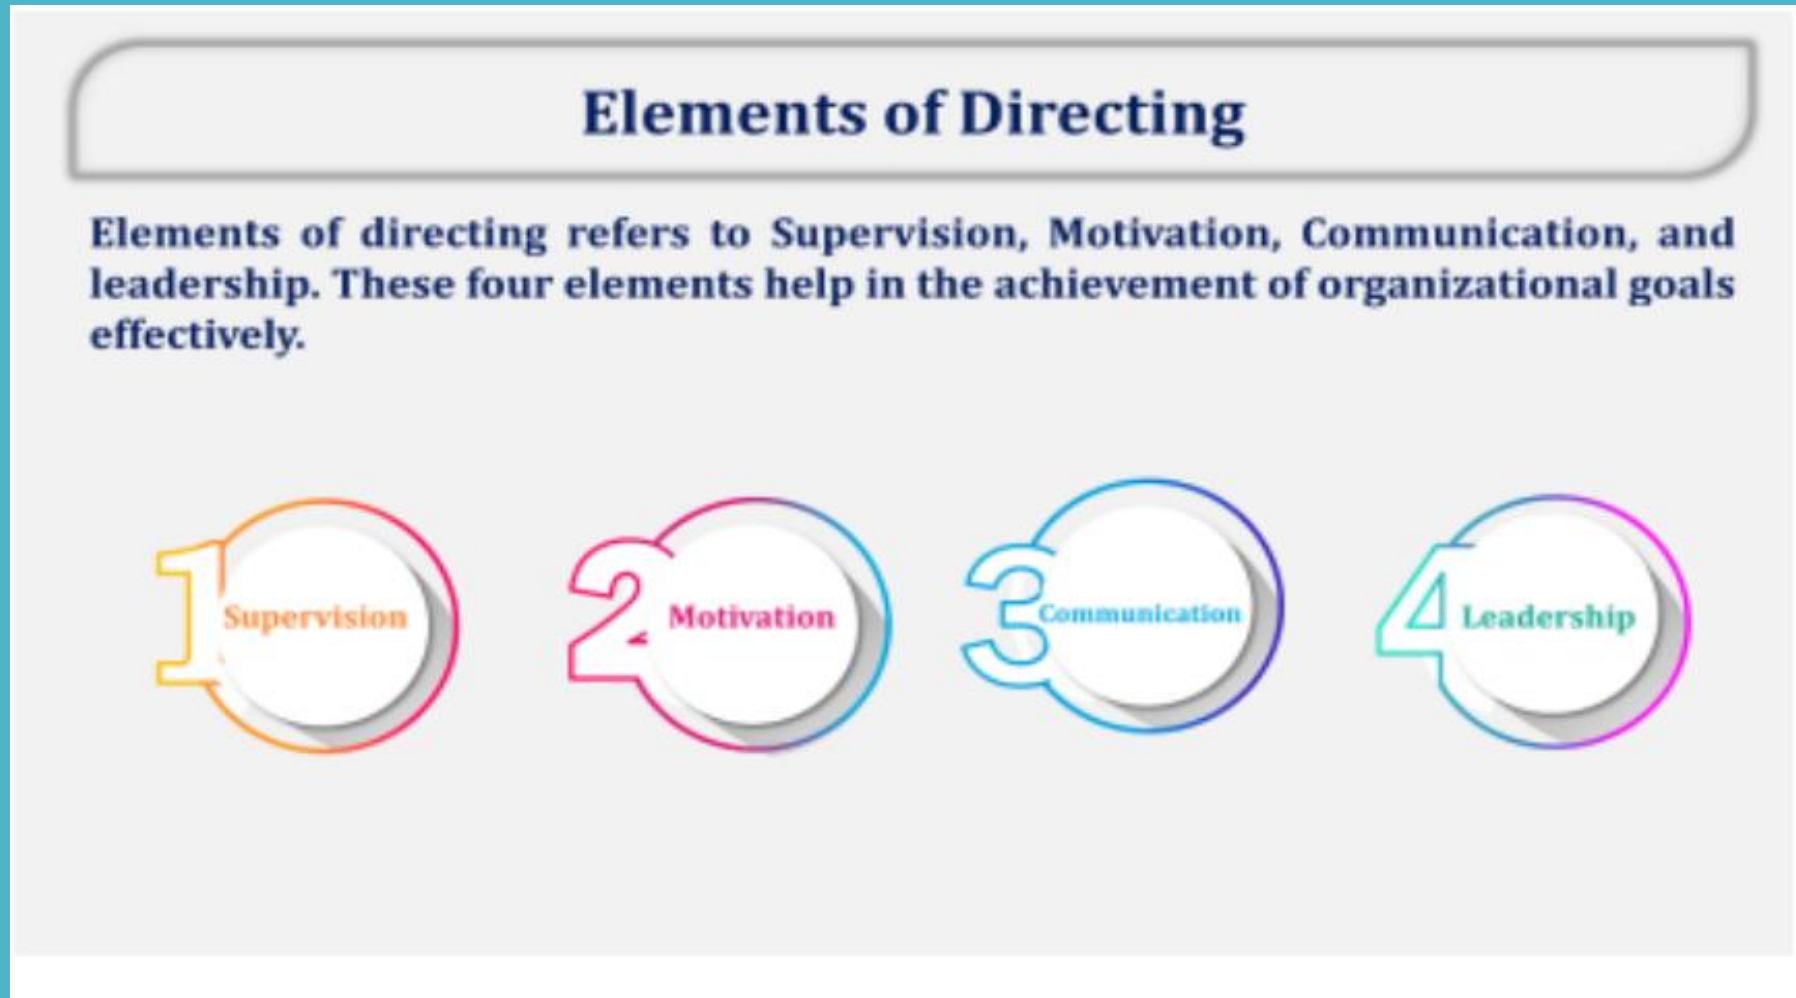 Elements of Directing
Elements of directing refers to Supervision, Motivation, Communication, and
leadership. These four elements help in the achievement of organizational goals
effectively.
1 Supervision
2 Motivation
3 Communication
4 Leadership